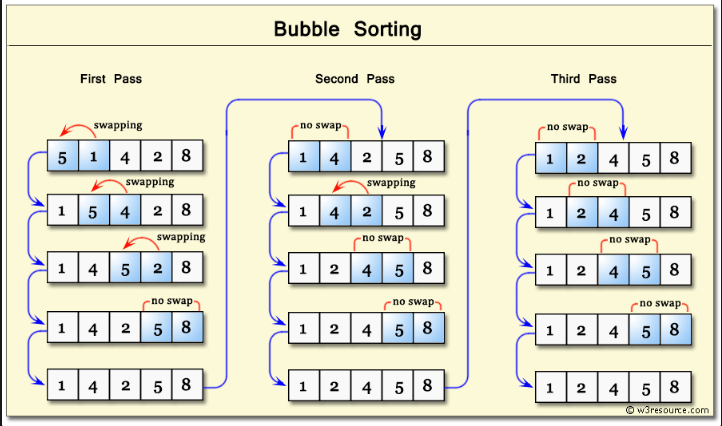 Bubble Sorting
First Pass
swapping
5 1 4 2 8
swapping
1 5 4 2 8
swapping
1 4 5 2 8
no swap
1 4 2 5 8
1 4 2 5 8
Second Pass
no swap
1 4 2 5 8
swapping
1 4 2 5 8
no swap
1 2 4 5 8
no swap
1 2 4 5 8
1 2 4 5 8
Third Pass
no swap
1 2 4 5 8
no swap
1 2 4 5 8
no swap
1 2 4 5 8
no swap
1 2 4 5 8
1 2 4 5 8
© w3resource.com